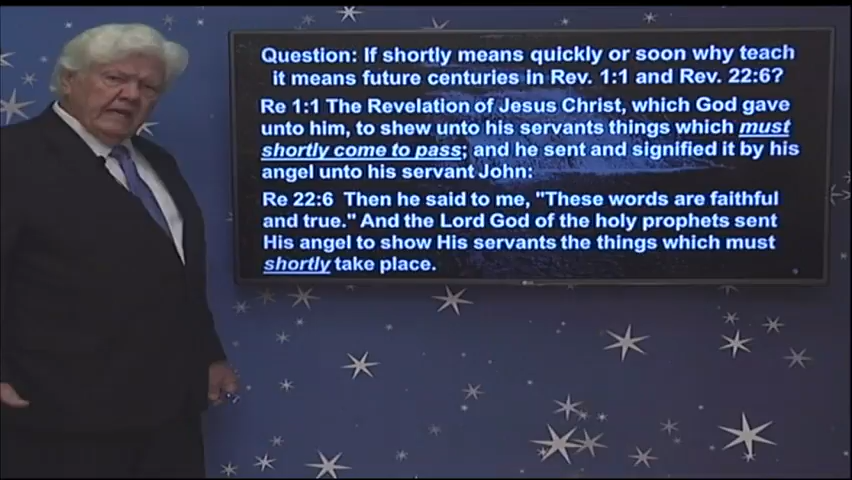 Question: If shortly means quickly or soon why teach
it means future centuries in Rev. 1:1 and Rev. 22:6?
Re 1:1 The Revelation of Jesus Christ, which God gave
unto him, to shew unto his servants things which must
shortly come to pass; and he sent and signified it by his
angel unto his servant John:
Re 22:6 Then he said to me, "These words are faithful
and true." And the Lord God of the holy prophets sent
His angel to show His servants the things which must
shortly take place.